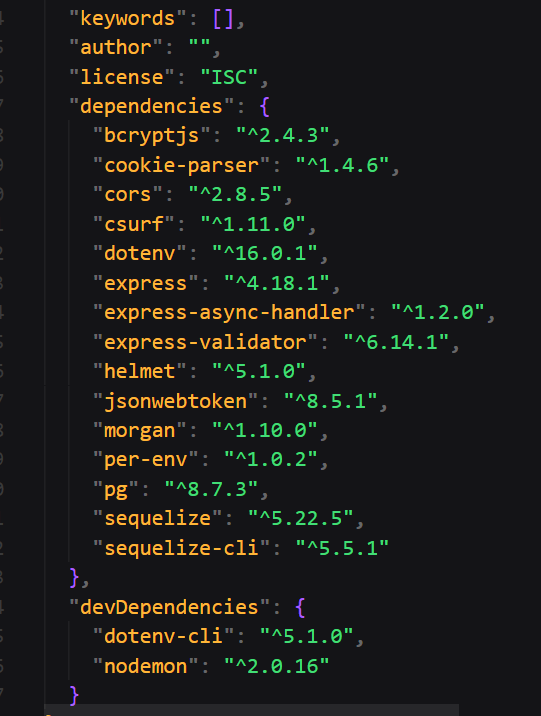 "keywords": [],
"author": "",
"license": "ISC",
"dependencies": {
"bcryptjs": "^2.4.3",
"cookie-parser": "^1.4.6",
"cors": "^2.8.5",
"csurf": "^1.11.0",
"dotenv": "^16.0.1",
"express": "^4.18.1",
"express-async-handler": "^1.2.0",
"express-validator": "^6.14.1",
"helmet": "^5.1.0",
"jsonwebtoken": "^8.5.1",
"morgan": "^1.10.0",
"per-env": "^1.0.2",
"pg": "^8.7.3",
"sequelize": "^5.22.5",
"sequelize-cli": "^5.5.1"
},
"devDependencies": {
"dotenv-cli": "^5.1.0",
"nodemon": "^2.0.16"
}